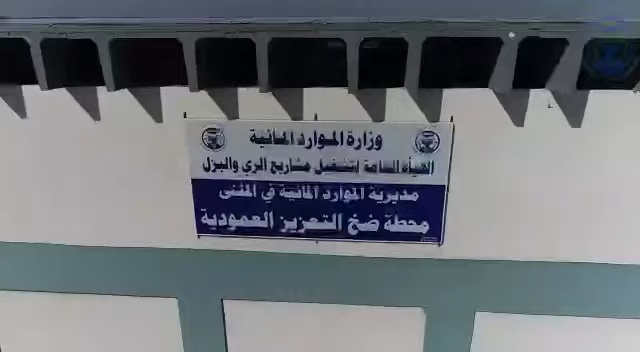 وزارة الموارد المائية
الهيأة العامة لتشغيل مشاريع الري والبزل
مديرية الموارد المائية في المثنى
محطة ضخ التعزيز العمودية